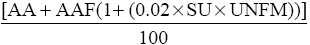 [AA + AAF(1 + (0.02×SU×UNFM))]
100